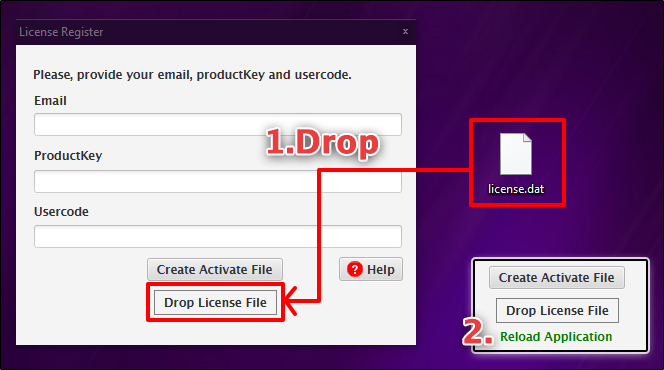 License Register x
Please, provide your email, productKey and usercode.
Email
1.Drop
ProductKey
license.dat
Usercode
Create Activate File
? Help
Drop License File
Create Activate File
Drop License File
2. Reload Application